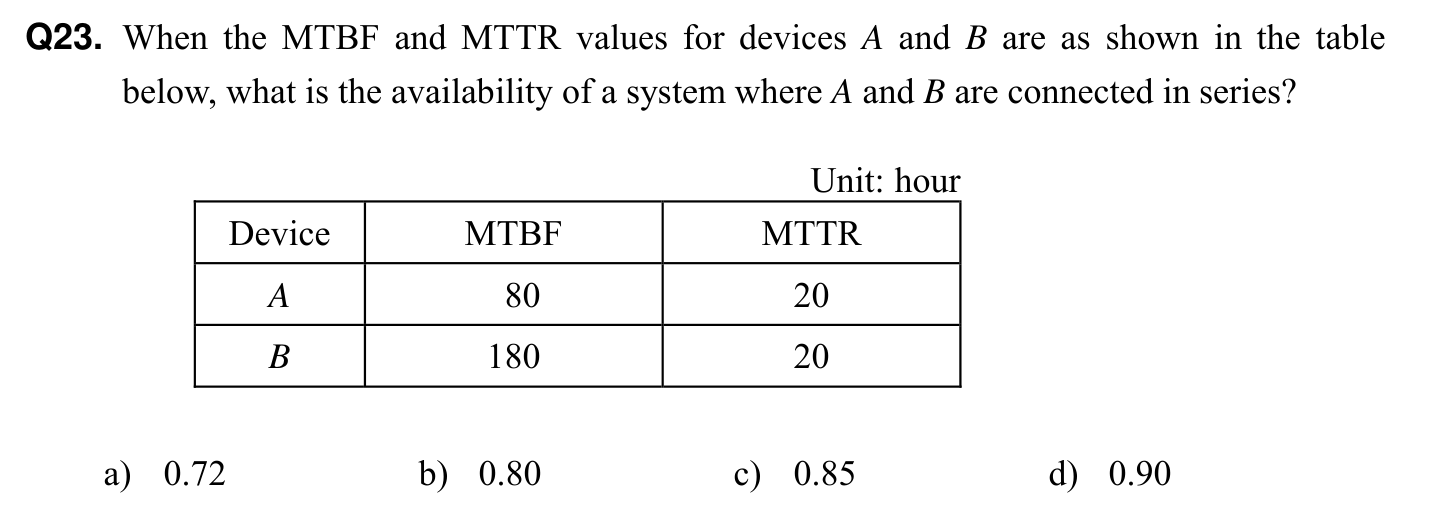 Q23. When the MTBF and MTTR values for devices A and B are as shown in the table
below, what is the availability of a system where A and B are connected in series?
Unit: hour
Device MTBF MTTR
A 80 20
B 180 20
a) 0.72 b) 0.80 c) 0.85 d) 0.90